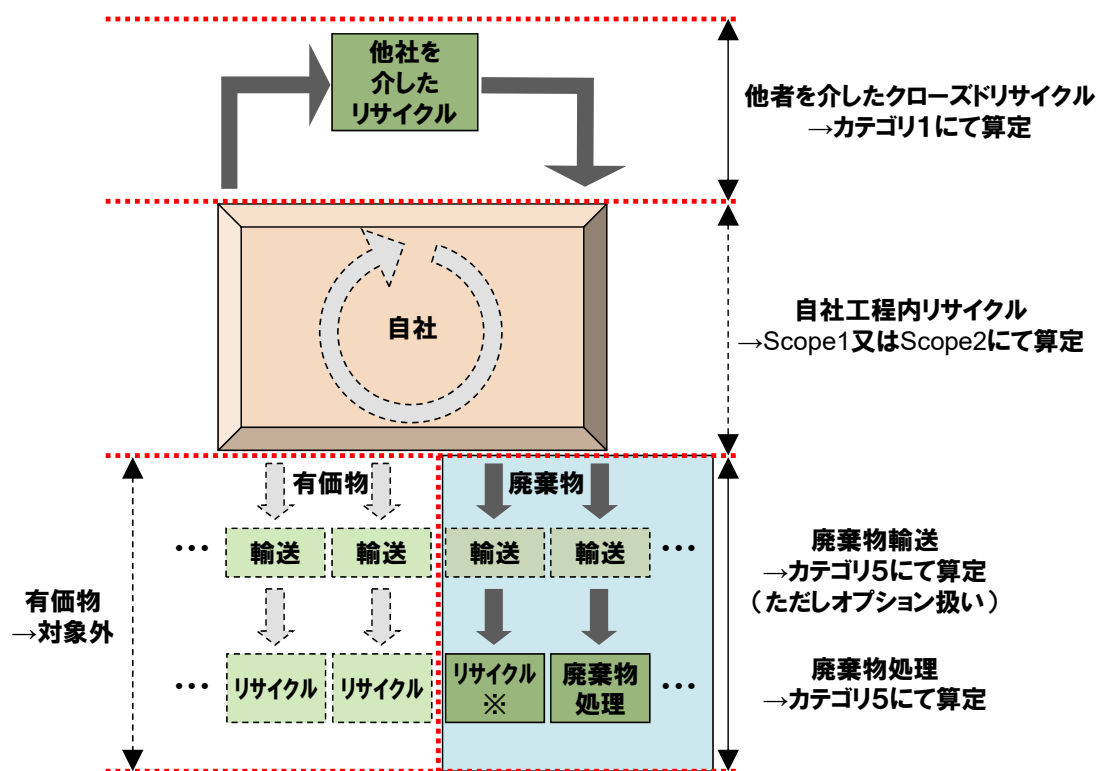 他社を
介した
リサイクル
他者を介したクローズドリサイクル
→カテゴリ1にて算定
自社
自社工程内リサイクル
→Scope1又はScope2にて算定
有価物
廃棄物
… 輸送 輸送 輸送 輸送 …
廃棄物輸送
→カテゴリ5にて算定
(ただしオプション扱い)
有価物
→対象外
… リサイクル リサイクル
リサイクル
※
廃棄物
処理
…
廃棄物処理
→カテゴリ5にて算定